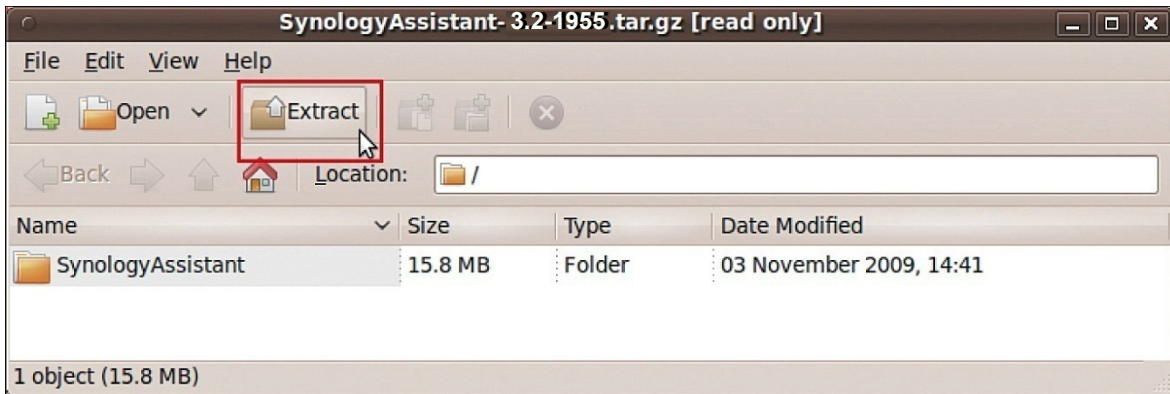 SynologyAssistant- 3.2-1955.tar.gz [read only]
File Edit View Help
Open Extract
Back Location: /
Name Size Type Date Modified
SynologyAssistant 15.8 MB Folder 03 November 2009, 14:41
1 object (15.8 MB)